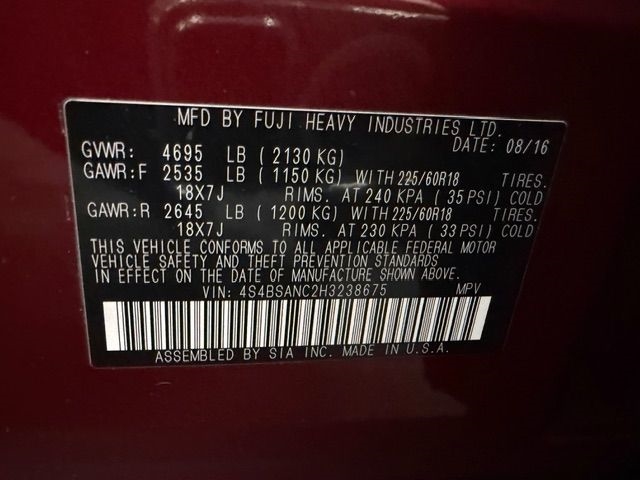 MFD BY FUJI HEAVY INDUSTRIES LTD.
DATE: 08/16
GVWR: 4695 LB ( 2130 KG)
GAWR:F 2535 LB ( 1150 KG) WITH 225/60R18 TIRES.
18X7J RIMS. AT 240 KPA ( 35 PSI) COLD
GAWR:R 2645 LB ( 1200 KG) WITH 225/60R18 TIRES.
18X7J RIMS. AT 230 KPA ( 33 PSI) COLD
THIS VEHICLE CONFORMS TO ALL APPLICABLE FEDERAL MOTOR
VEHICLE SAFETY AND THEFT PREVENTION STANDARDS
IN EFFECT ON THE DATE OF MANUFACTURE SHOWN ABOVE.
VIN: 4S4BSANC2H3238675 MPV
ASSEMBLED BY SIA INC. MADE IN U.S.A.